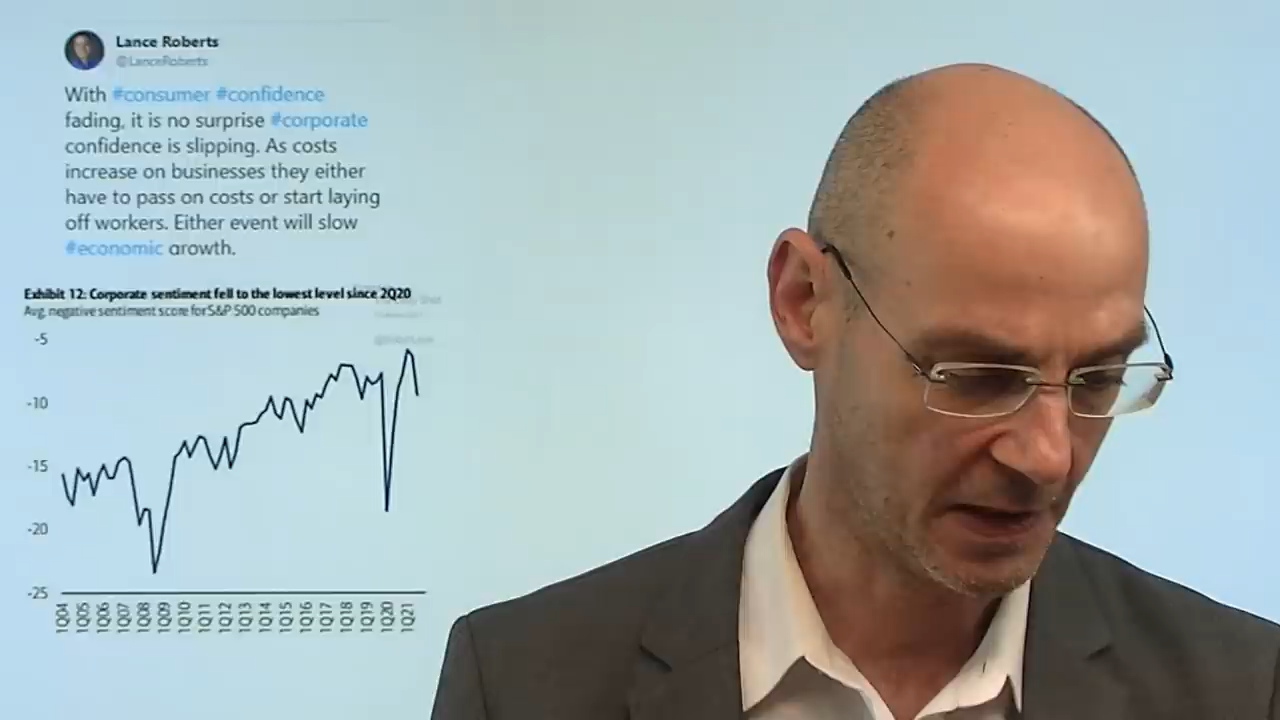 Lance Roberts
@LanceRoberts
With #consumer #confidence
fading, it is no surprise #corporate
confidence is slipping. As costs
increase on businesses they either
have to pass on costs or start laying
off workers. Either event will slow
#economic growth.
Exhibit 12: Corporate sentiment fell to the lowest level since 2Q20
Avg. negative sentiment score for S&P 500 companies
-5
-10
-15
-20
-25
1Q04 1Q05 1Q06 1Q07 1Q08 1Q09 1Q10 1Q11 1Q12 1Q13 1Q14 1Q15 1Q16 1Q17 1Q18 1Q19 1Q20 1Q21